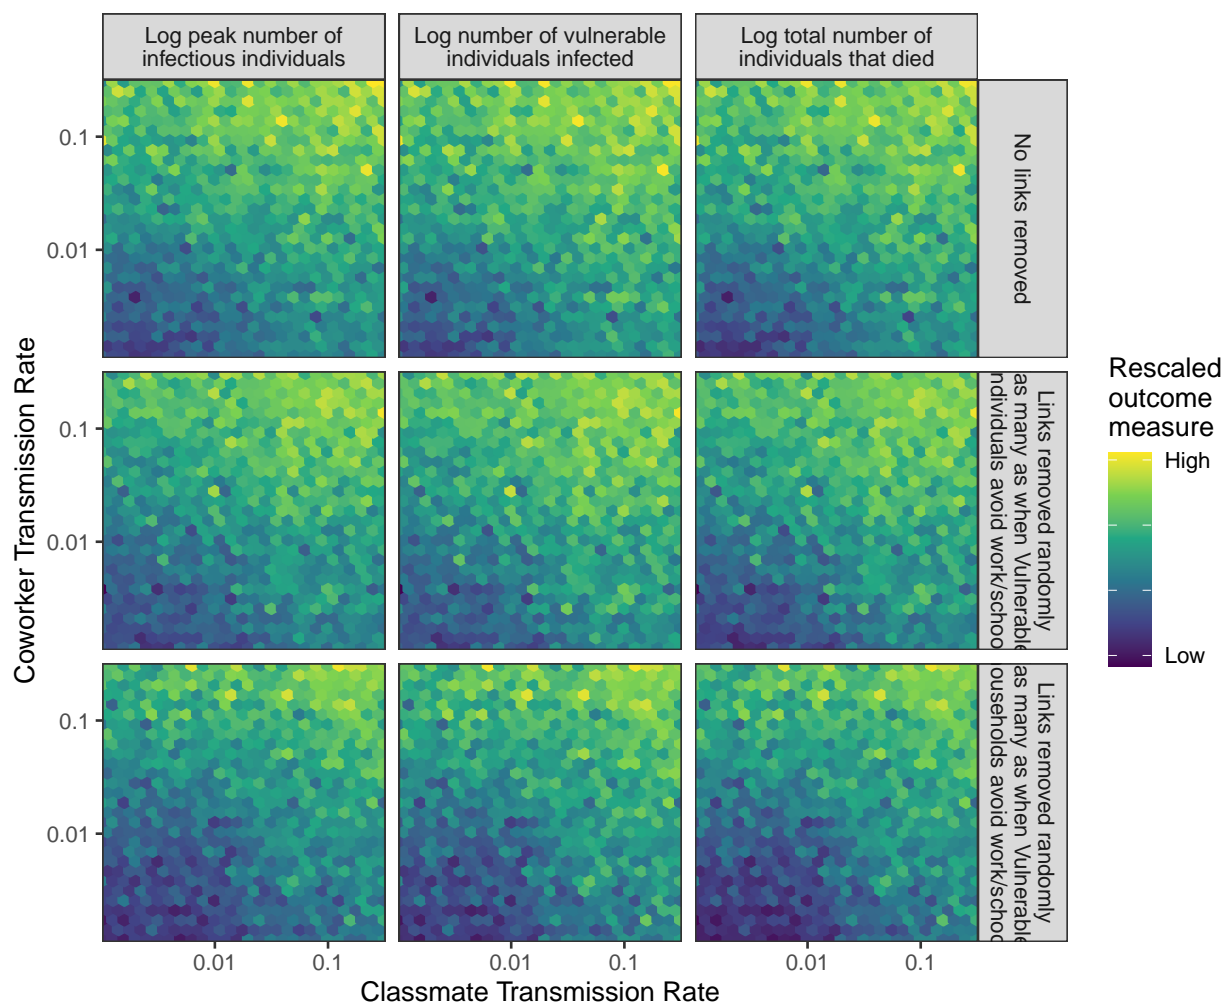 Log peak number of
infectious individuals
Log number of vulnerable
individuals infected
Log total number of
individuals that died
No links removed
Links removed randomly
as many as when Vulnerable
ndividuals avoid work/schoo
Links removed randomly
as many as when Vulnerable
ouseholds avoid work/schoo
0.1
0.01
0.1
0.01
0.1
0.01
Coworker Transmission Rate
0.01
0.1
0.01
0.1
0.01
0.1
Classmate Transmission Rate
Rescaled
outcome
measure
High
Low